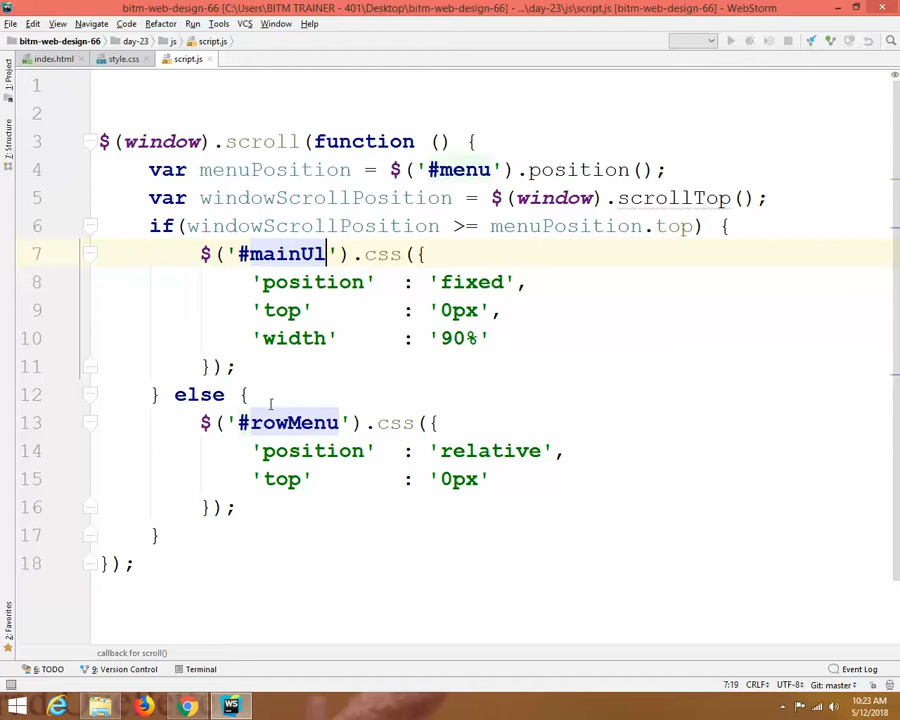 bitm-web-design-66 [C:\Users\BITM TRAINER - 401\Desktop\bitm-web-design-66] - ...\day-23\js\script.js [bitm-web-design-66] - WebStorm
File Edit View Navigate Code Refactor Run Tools VCS Window Help
bitm-web-design-66 day-23 js script.js
index.html style.css script.js
1: Project
7: Structure
2: Favorites
1
2
3 $(window).scroll(function () {
4 var menuPosition = $('#menu').position();
5 var windowScrollPosition = $(window).scrollTop();
6 if(windowScrollPosition >= menuPosition.top) {
7 $('#mainUl').css({
8 'position' : 'fixed',
9 'top' : '0px',
10 'width' : '90%'
11 });
12 } else {
13 $('#rowMenu').css({
14 'position' : 'relative',
15 'top' : '0px'
16 });
17 }
18 });
callback for scroll()
6: TODO 9: Version Control Terminal Event Log
7:19 CRLF÷ UTF-8÷ Git: master÷
WS
10:23 AM
5/12/2018